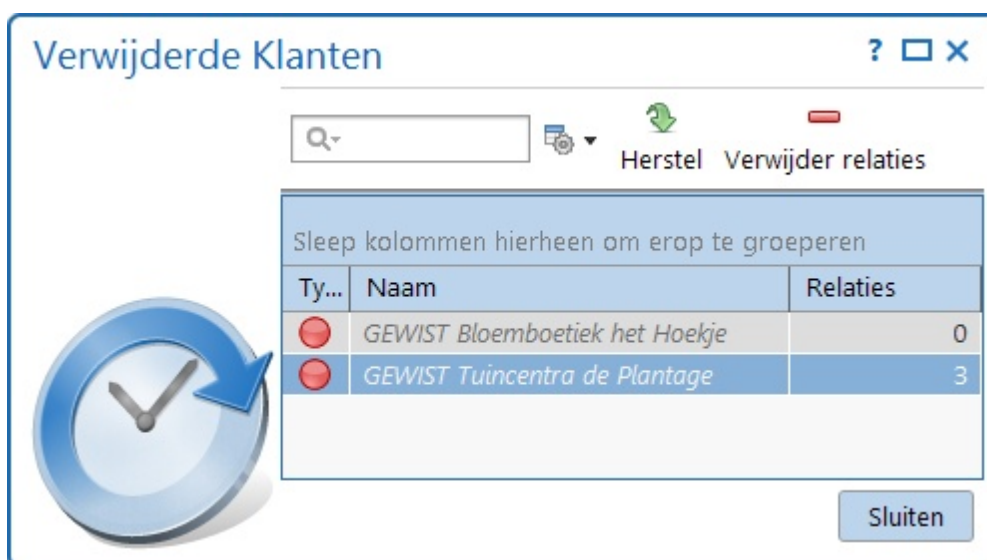 Verwijderde Klanten
Herstel Verwijder relaties
Sleep kolommen hierheen om erop te groeperen
Ty... Naam Relaties
GEWIST Bloemboetiek het Hoekje 0
GEWIST Tuincentra de Plantage 3
Sluiten